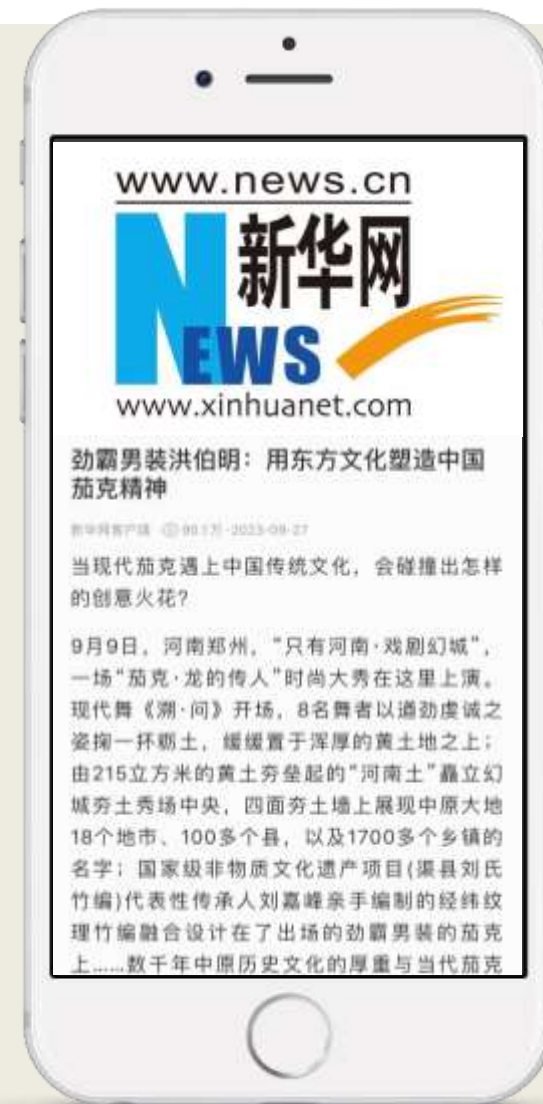 www.news.cn
新华网
NEWS
www.xinhuanet.com
劲霸男装洪伯明：用东方文化塑造中国
茄克精神
新华网客户端 90.1万·2023-09-27
当现代茄克遇上中国传统文化，会碰撞出怎样
的创意火花？
9月9日，河南郑州，“只有河南·戏剧幻城”，
一场“茄克·龙的传人”时尚大秀在这里上演。
现代舞《溯·问》开场，8名舞者以遒劲虔诚之
姿掬一抔粝土，缓缓置于浑厚的黄土地之上；
由215立方米的黄土夯垒起的“河南土”矗立幻
城夯土秀场中央，四面夯土墙上展现中原大地
18个地市、100多个县，以及1700多个乡镇的
名字；国家级非物质文化遗产项目(渠县刘氏
竹编)代表性传承人刘嘉峰亲手编制的经纬纹
理竹编融合设计在了出场的劲霸男装的茄克
上......数千年中原历史文化的厚重与当代茄克